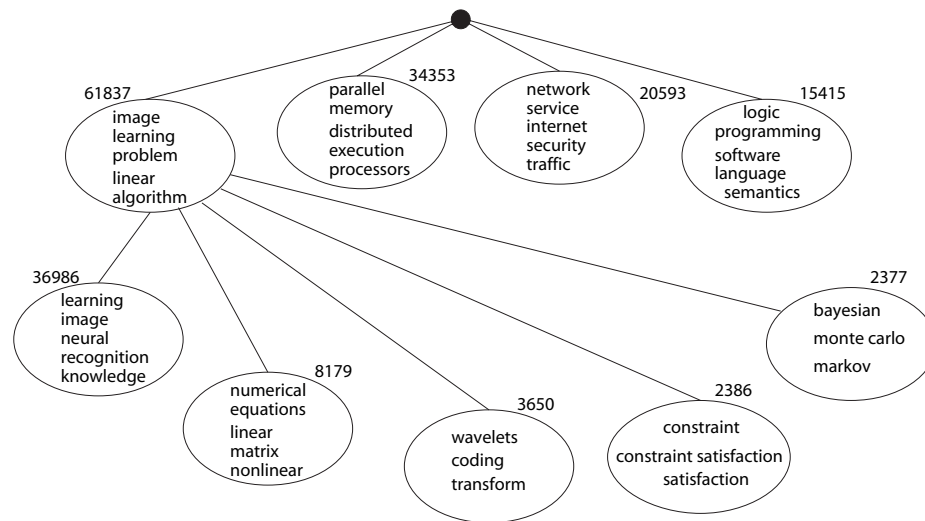 61837
image
learning
problem
linear
algorithm
34353
parallel
memory
distributed
execution
processors
20593
network
service
internet
security
traffic
15415
logic
programming
software
language
semantics
36986
learning
image
neural
recognition
knowledge
8179
numerical
equations
linear
matrix
nonlinear
3650
wavelets
coding
transform
2386
constraint
constraint satisfaction
satisfaction
2377
bayesian
monte carlo
markov